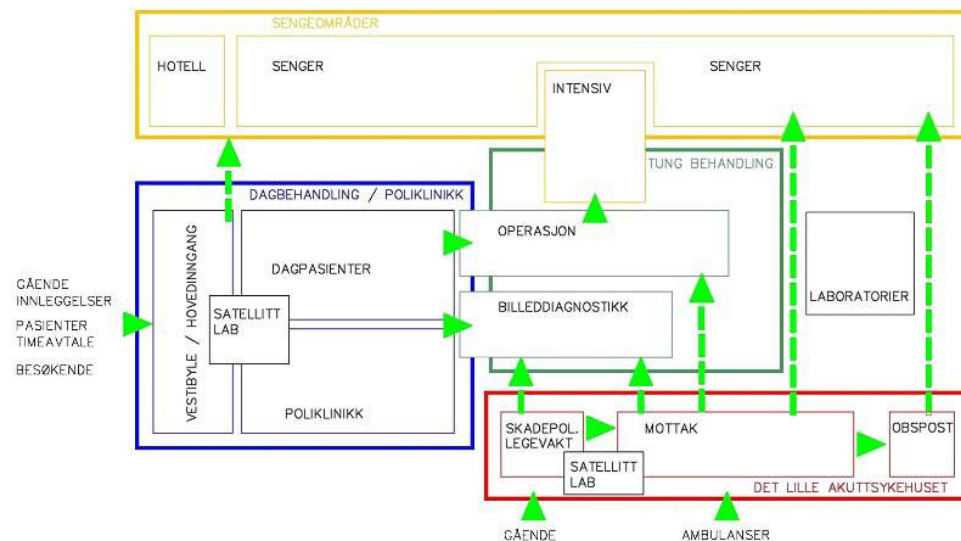 SENGEOMRÅDER
HOTELL
SENGER
SENGER
INTENSIV
TUNG BEHANDLING
DAGBEHANDLING / POLIKLINIKK
OPERASJON
VESTIBYLE / HOVEDINNGANG
DAGPASIENTER
GÅENDE
INNLEGGELSER
PASIENTER
TIMEAVTALE
BESØKENDE
SATELLITT
LAB
BILLEDDIAGNOSTIKK
LABORATORIER
POLIKLINIKK
SKADEPOL.
LEGEVAKT
MOTTAK
OBSPOST
SATELLITT
LAB
DET LILLE AKUTTSYKEHUSET
GÅENDE
AMBULANSER